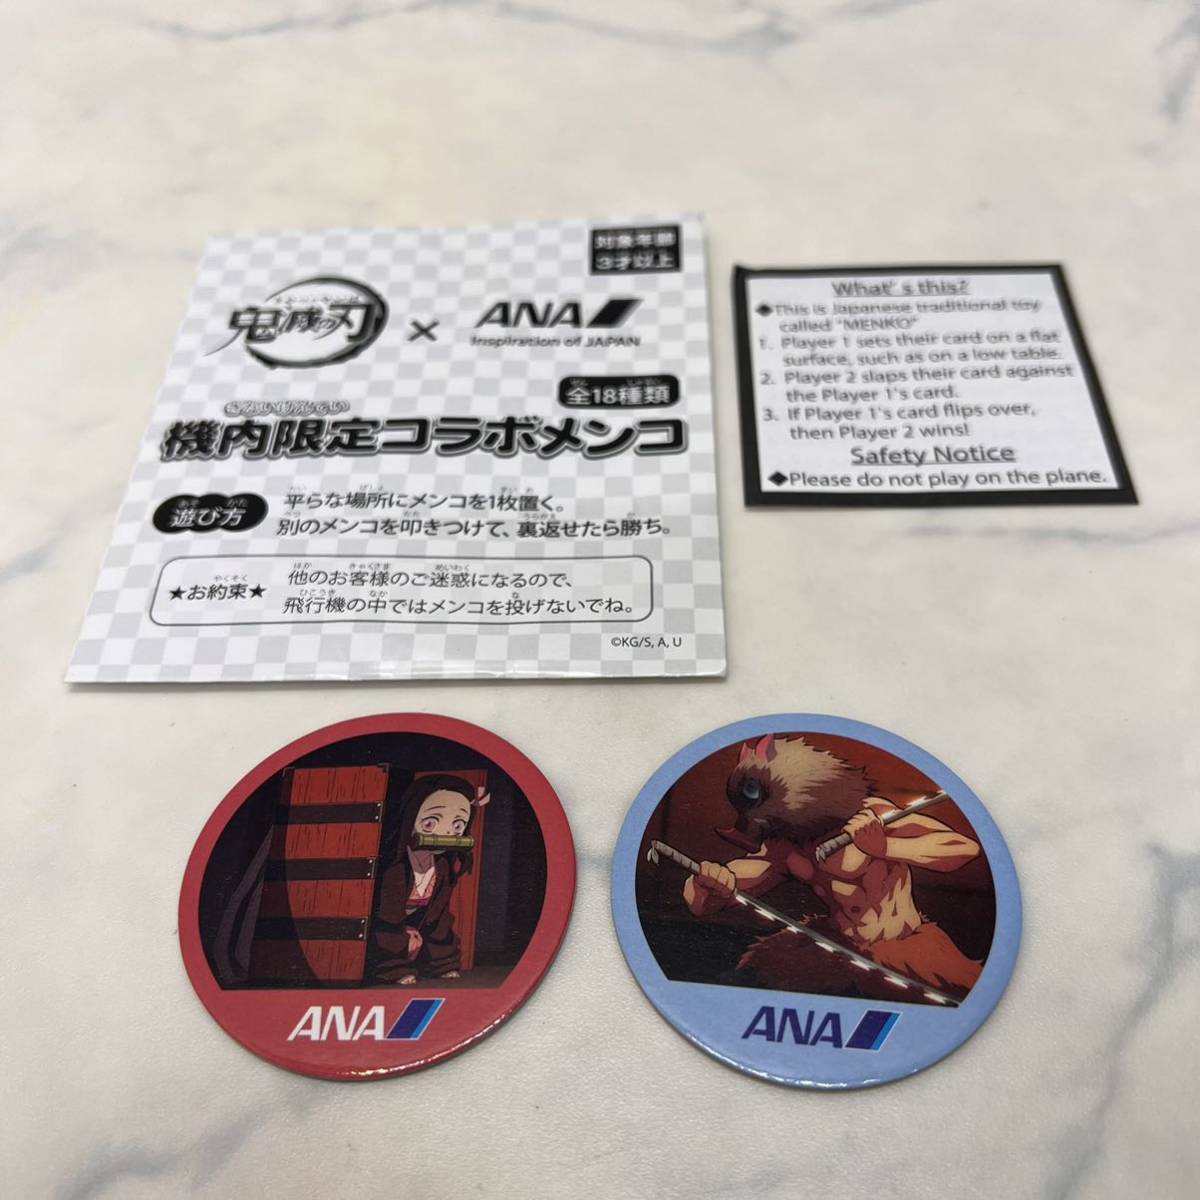 対象年齢
3才以上
鬼滅の刃 × ANA
Inspiration of JAPAN
全18種類
きないげんてい
機内限定コラボメンコ
遊び方
平らな場所にメンコを1枚置く。
別のメンコを叩きつけて、裏返せたら勝ち。
★お約束★
他のお客様のご迷惑になるので、
飛行機の中ではメンコを投げないでね。
©KG/S, A, U
What's this?
◆This is Japanese traditional toy
called "MENKO"
1. Player 1 sets their card on a flat
surface, such as on a low table.
2. Player 2 slaps their card against
the Player 1's card.
3. If Player 1's card flips over,
then Player 2 wins!
Safety Notice
◆Please do not play on the plane.
ANA
ANA